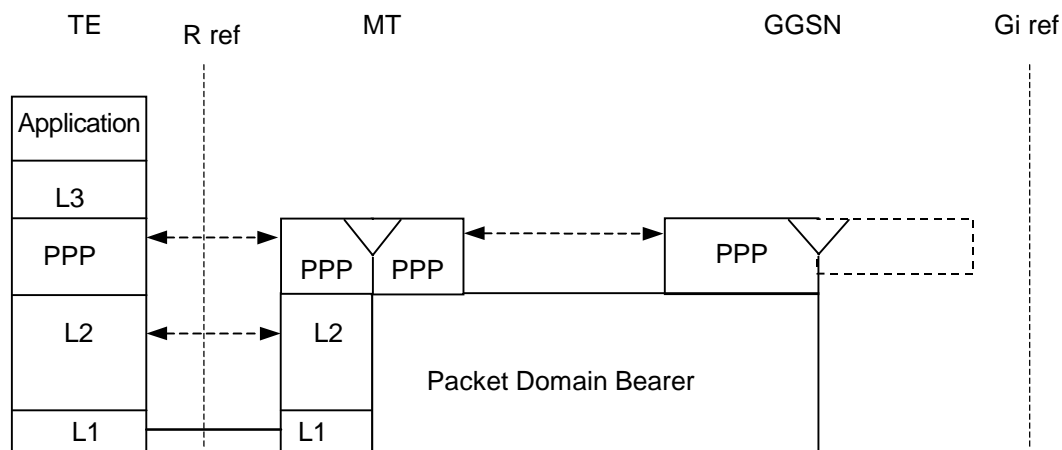 TE
R ref
MT
GGSN
Gi ref
Application
L3
PPP
PPP
PPP
PPP
L2
L2
Packet Domain Bearer
L1
L1